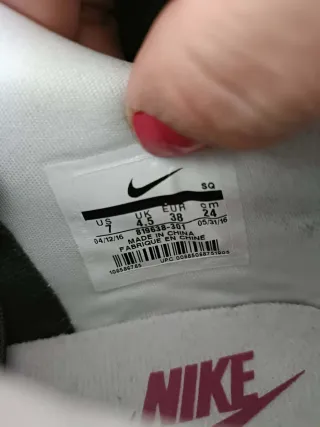 SQ
US UK EUR cm
7 4.5 38 24
04/12/16 819638-301 05/31/16
MADE IN CHINA
FABRIQUE EN CHINE
NIKE